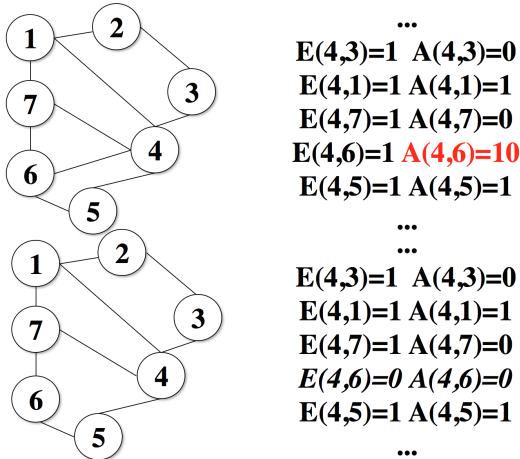 1
2
3
7
4
6
5
...
E(4,3)=1 A(4,3)=0
E(4,1)=1 A(4,1)=1
E(4,7)=1 A(4,7)=0
E(4,6)=1 A(4,6)=10
E(4,5)=1 A(4,5)=1
...
1
2
3
7
4
6
5
...
E(4,3)=1 A(4,3)=0
E(4,1)=1 A(4,1)=1
E(4,7)=1 A(4,7)=0
E(4,6)=0 A(4,6)=0
E(4,5)=1 A(4,5)=1
...